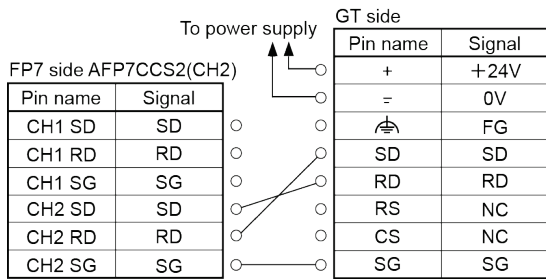 To power supply
GT side
Pin name Signal
+ +24V
= 0V
FG
SD SD
RD RD
RS NC
CS NC
SG SG
FP7 side AFP7CCS2(CH2)
Pin name Signal
CH1 SD SD
CH1 RD RD
CH1 SG SG
CH2 SD SD
CH2 RD RD
CH2 SG SG